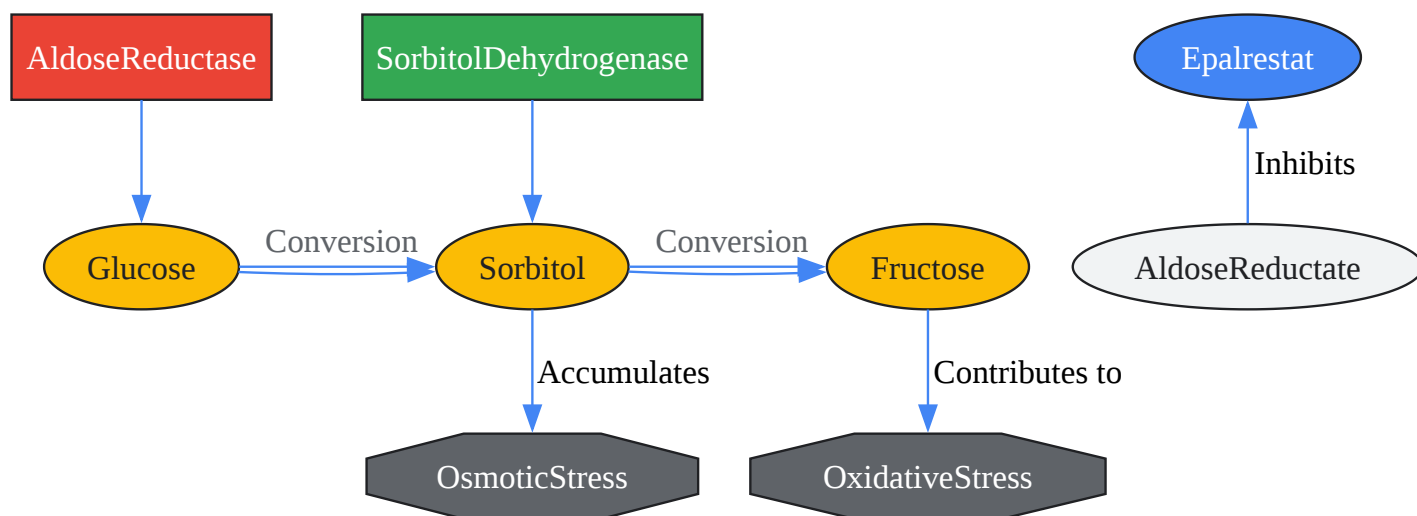 AldoseReductase
SorbitolDehydrogenase
Epalrestat
Inhibits
Conversion
Conversion
Glucose
Sorbitol
Fructose
AldoseReductate
Accumulates
Contributes to
OsmoticStress
OxidativeStress